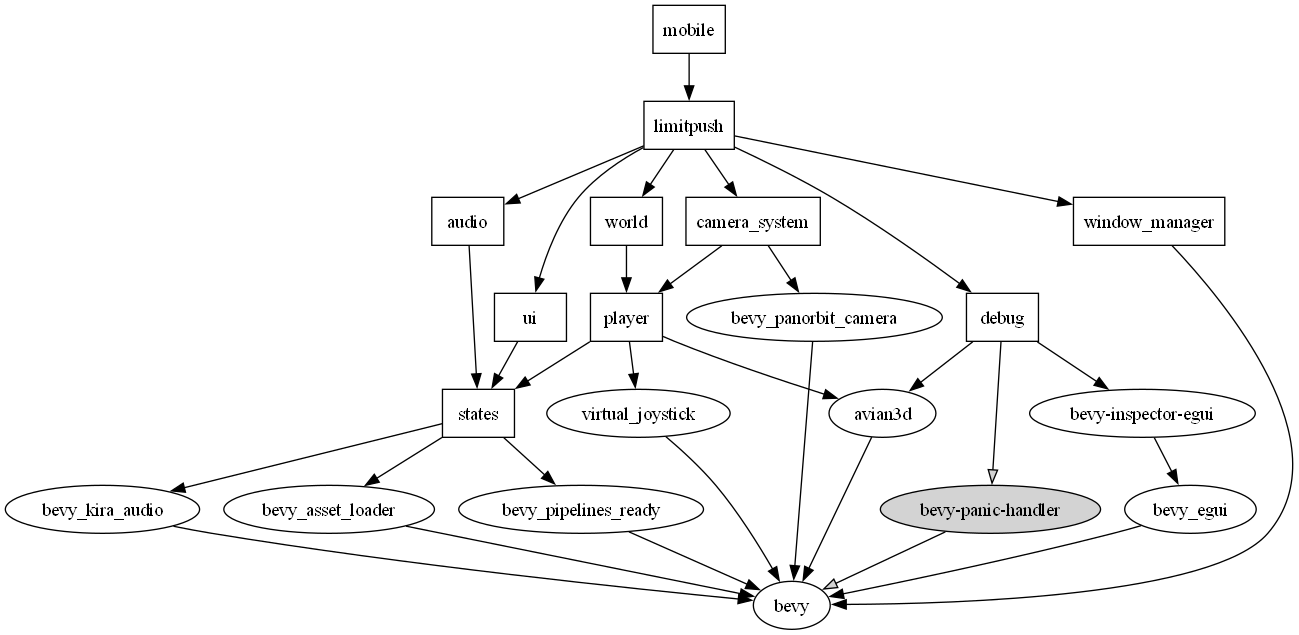 mobile
limitpush
audio
world
camera_system
window_manager
ui
player
bevy_panorbit_camera
debug
states
virtual_joystick
avian3d
bevy-inspector-egui
bevy_kira_audio
bevy_asset_loader
bevy_pipelines_ready
bevy-panic-handler
bevy_egui
bevy